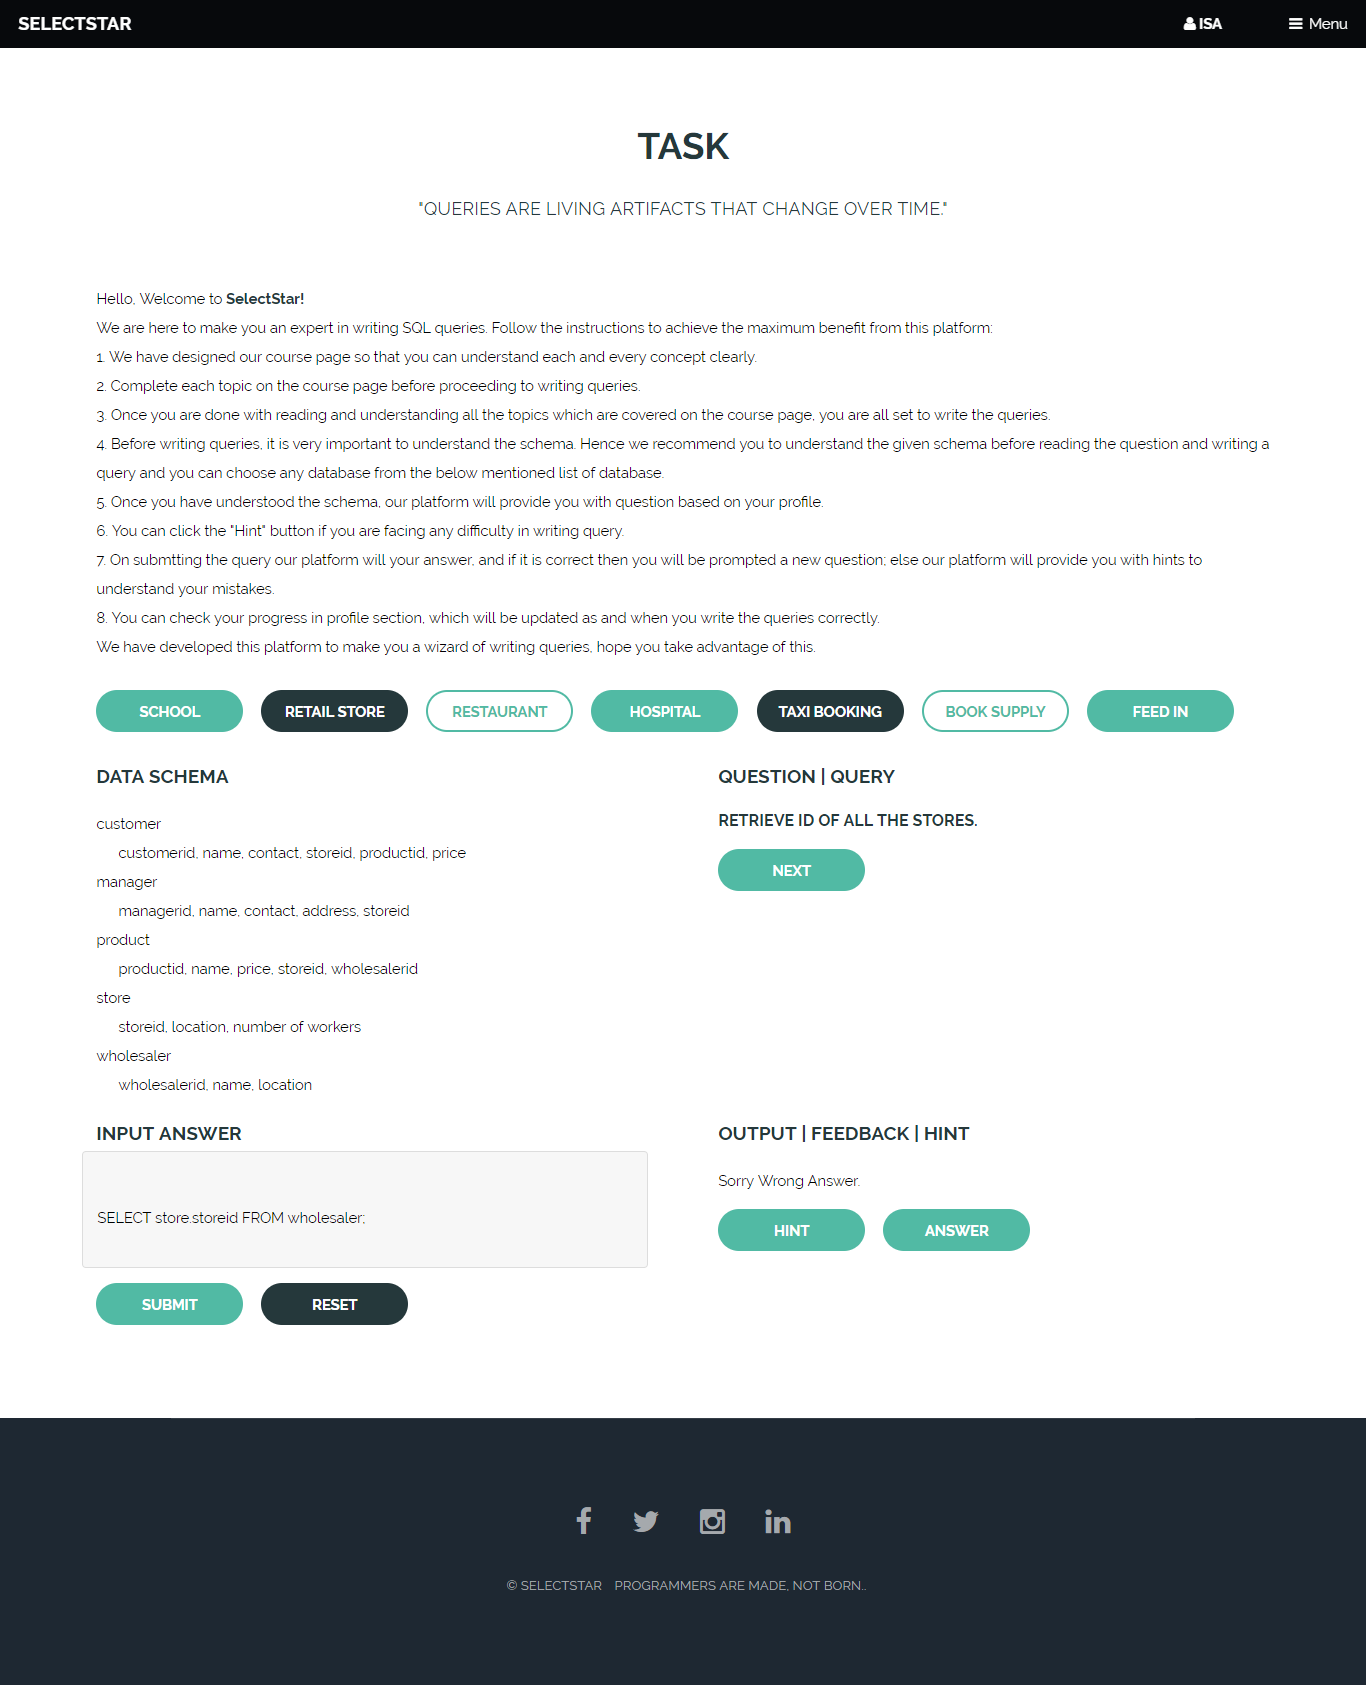 SELECTSTAR
ISA
Menu
TASK
"QUERIES ARE LIVING ARTIFACTS THAT CHANGE OVER TIME."
Hello, Welcome to SelectStar!
We are here to make you an expert in writing SQL queries. Follow the instructions to achieve the maximum benefit from this platform:
1. We have designed our course page so that you can understand each and every concept clearly.
2. Complete each topic on the course page before proceeding to writing queries.
3. Once you are done with reading and understanding all the topics which are covered on the course page, you are all set to write the queries.
4. Before writing queries, it is very important to understand the schema. Hence we recommend you to understand the given schema before reading the question and writing a
query and you can choose any database from the below mentioned list of database.
5. Once you have understood the schema, our platform will provide you with question based on your profile.
6. You can click the "Hint" button if you are facing any difficulty in writing query.
7. On submtting the query our platform will your answer, and if it is correct then you will be prompted a new question; else our platform will provide you with hints to
understand your mistakes.
8. You can check your progress in profile section, which will be updated as and when you write the queries correctly.
We have developed this platform to make you a wizard of writing queries, hope you take advantage of this.
SCHOOL
RETAIL STORE
RESTAURANT
HOSPITAL
TAXI BOOKING
BOOK SUPPLY
FEED IN
DATA SCHEMA
customer
customerid, name, contact, storeid, productid, price
manager
managerid, name, contact, address, storeid
product
productid, name, price, storeid, wholesalerid
store
storeid, location, number of workers
wholesaler
wholesalerid, name, location
QUESTION | QUERY
RETRIEVE ID OF ALL THE STORES.
NEXT
INPUT ANSWER
SELECT store.storeid FROM wholesaler;
SUBMIT
RESET
OUTPUT | FEEDBACK | HINT
Sorry Wrong Answer.
HINT
ANSWER
© SELECTSTAR PROGRAMMERS ARE MADE, NOT BORN..